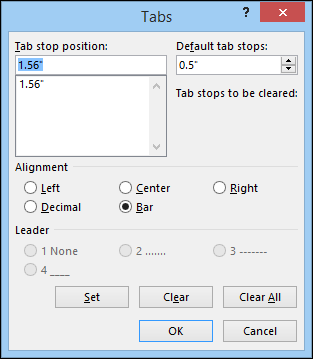 Tabs ? ×
Tab stop position: Default tab stops:
1.56" 0.5"
1.56" Tab stops to be cleared:
Alignment
Left Center Right
Decimal Bar
Leader
1 None 2 ....... 3 -------
4 ____
Set Clear Clear All
OK Cancel